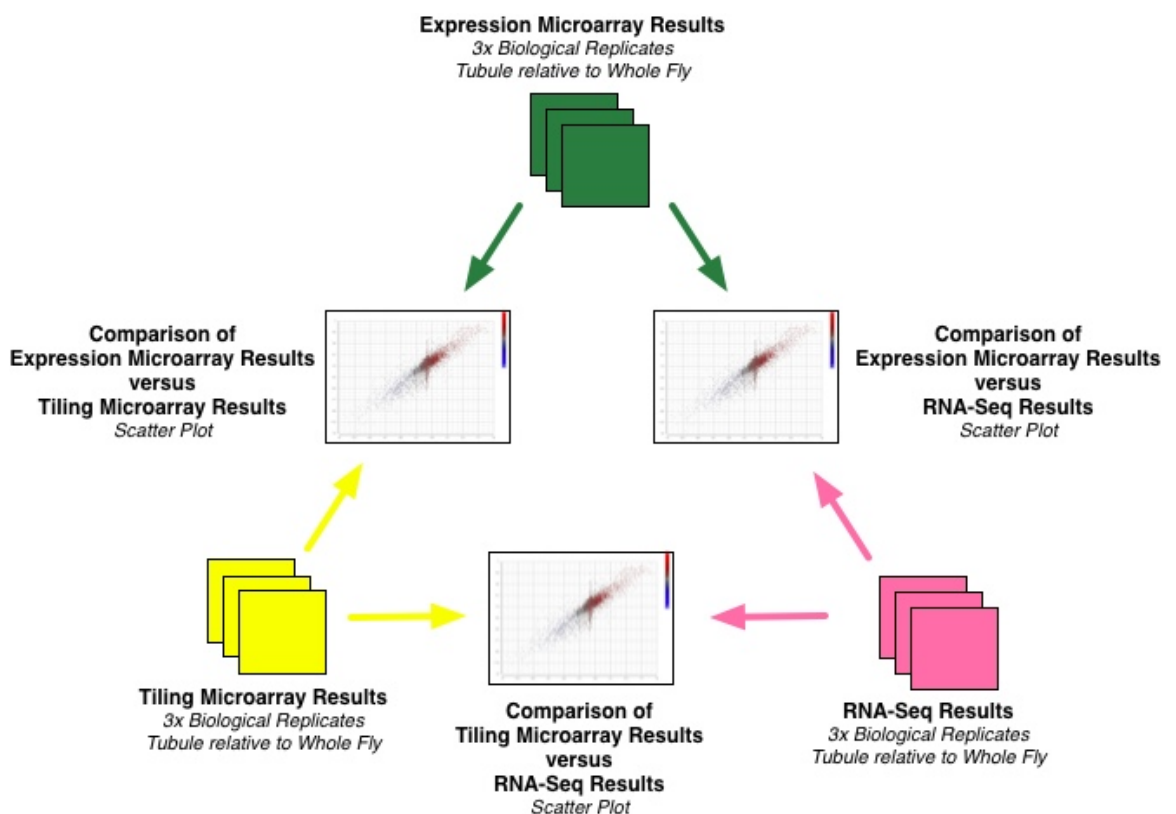 Expression Microarray Results
3x Biological Replicates
Tubule relative to Whole Fly
Comparison of
Expression Microarray Results
versus
Tiling Microarray Results
Scatter Plot
Comparison of
Expression Microarray Results
versus
RNA-Seq Results
Scatter Plot
Tiling Microarray Results
3x Biological Replicates
Tubule relative to Whole Fly
Comparison of
Tiling Microarray Results
versus
RNA-Seq Results
Scatter Plot
RNA-Seq Results
3x Biological Replicates
Tubule relative to Whole Fly